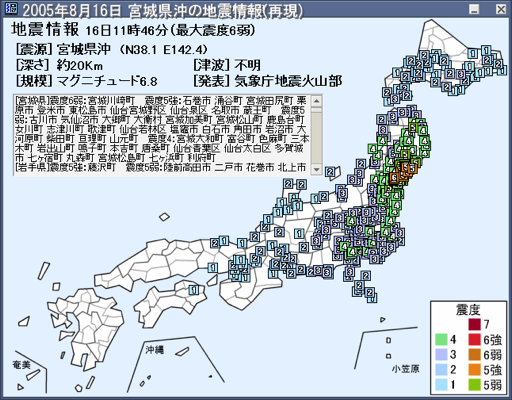 2005年8月16日 宮城県沖の地震情報(再現)
地震情報 16日11時46分(最大震度6弱)
[震源] 宮城県沖 (N38.1 E142.4)
[深さ] 約20Km [津波] 不明
[規模] マグニチュード6.8 [発表] 気象庁地震火山部
[宮城県]震度6弱:宮城川崎町 震度5強:石巻市 涌谷町 宮城田尻町 栗
原市 登米市 東松島市 仙台宮城野区 仙台泉区 名取市 蔵王町 震度5
弱:古川市 気仙沼市 大郷町 大衡村 宮城加美町 宮城松山町 鹿島台町
女川町 志津川町 歌津町 仙台若林区 塩竈市 白石市 角田市 岩沼市 大
河原町 柴田町 亘理町 山元町 震度4:宮城大和町 富谷町 色麻町 三本
木町 岩出山町 鳴子町 本吉町 唐桑町 仙台青葉区 仙台太白区 多賀城
市 七ヶ宿町 丸森町 宮城松島町 七ヶ浜町 利府町
[岩手県]震度5強:藤沢町 震度5弱:陸前高田市 二戸市 花巻市 北上市
奄美
沖縄
小笠原
震度
7
4 6強
3 6弱
2 5強
1 5弱